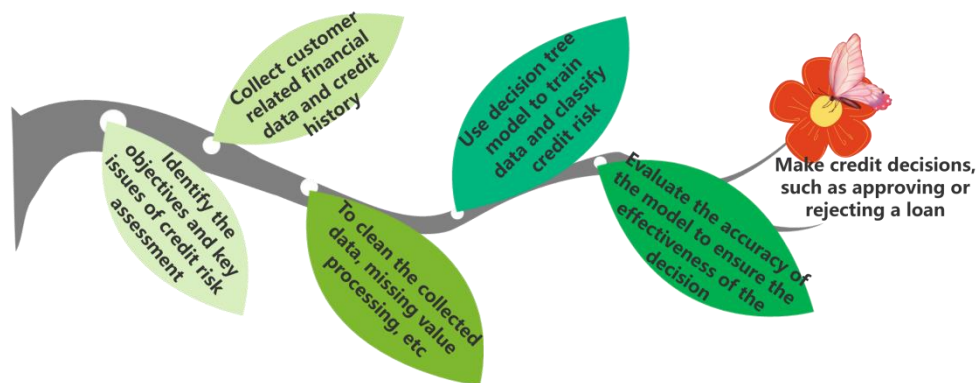 Identify the
objectives and key
issues of credit risk
assessment
Collect customer
related financial
data and credit
history
To clean the collected
data, missing value
processing, etc
Use decision tree
model to train
data and classify
credit risk
Evaluate the accuracy of
the model to ensure the
effectiveness of the
decision
Make credit decisions,
such as approving or
rejecting a loan